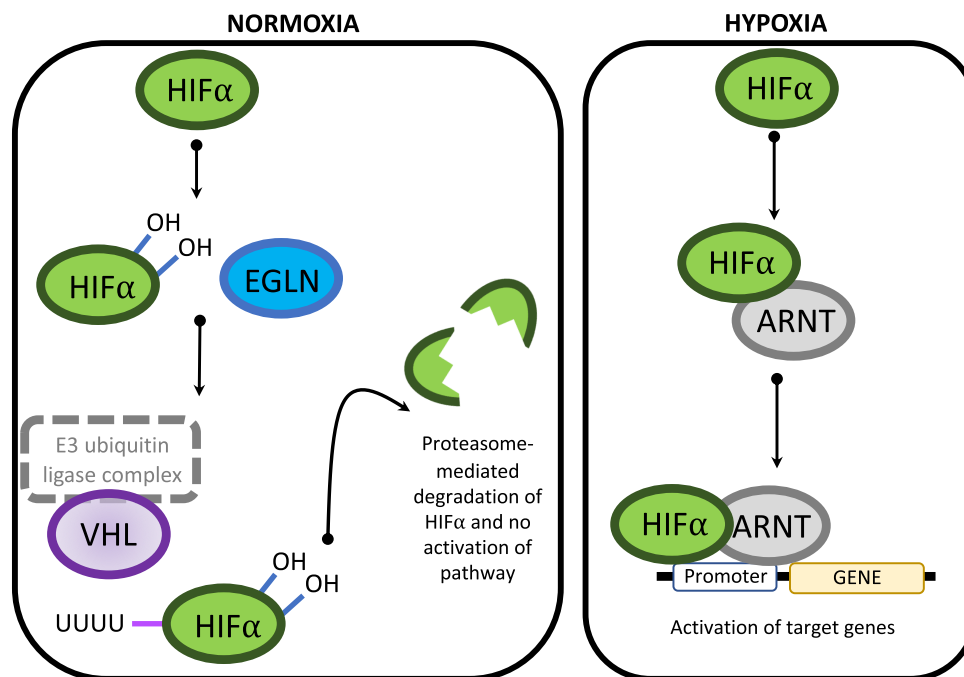 NORMOXIA
HIFα
OH
OH
HIFα
EGLN
E3 ubiquitin
ligase complex
VHL
OH
OH
UUUU
HIFα
Proteasome-
mediated
degradation of
HIFα and no
activation of
pathway
HYPOXIA
HIFα
HIFα
ARNT
HIFα
ARNT
Promoter
GENE
Activation of target genes